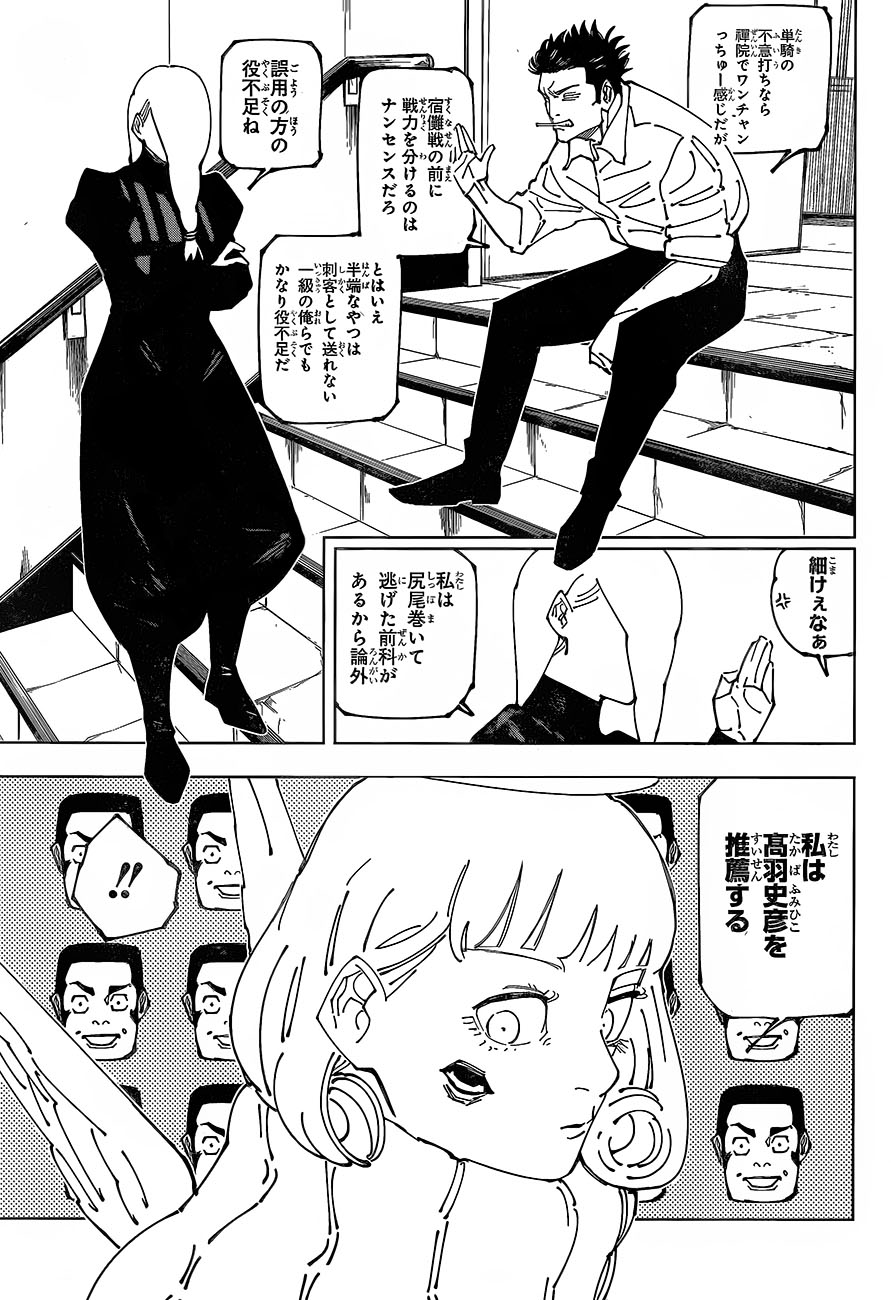 単騎の
不意打ちなら
禪院でワンチャン
っちゅー感じだが
宿儺戦の前に
戦力を分けるのは
ナンセンスだろ
とはいえ
半端なやつは
刺客として送れない
一級の俺らでも
かなり役不足だ
誤用の方の
役不足ね
細けぇなぁ
私は
尻尾巻いて
逃げた前科が
あるから論外
私は
髙羽史彦を
推薦する
!!